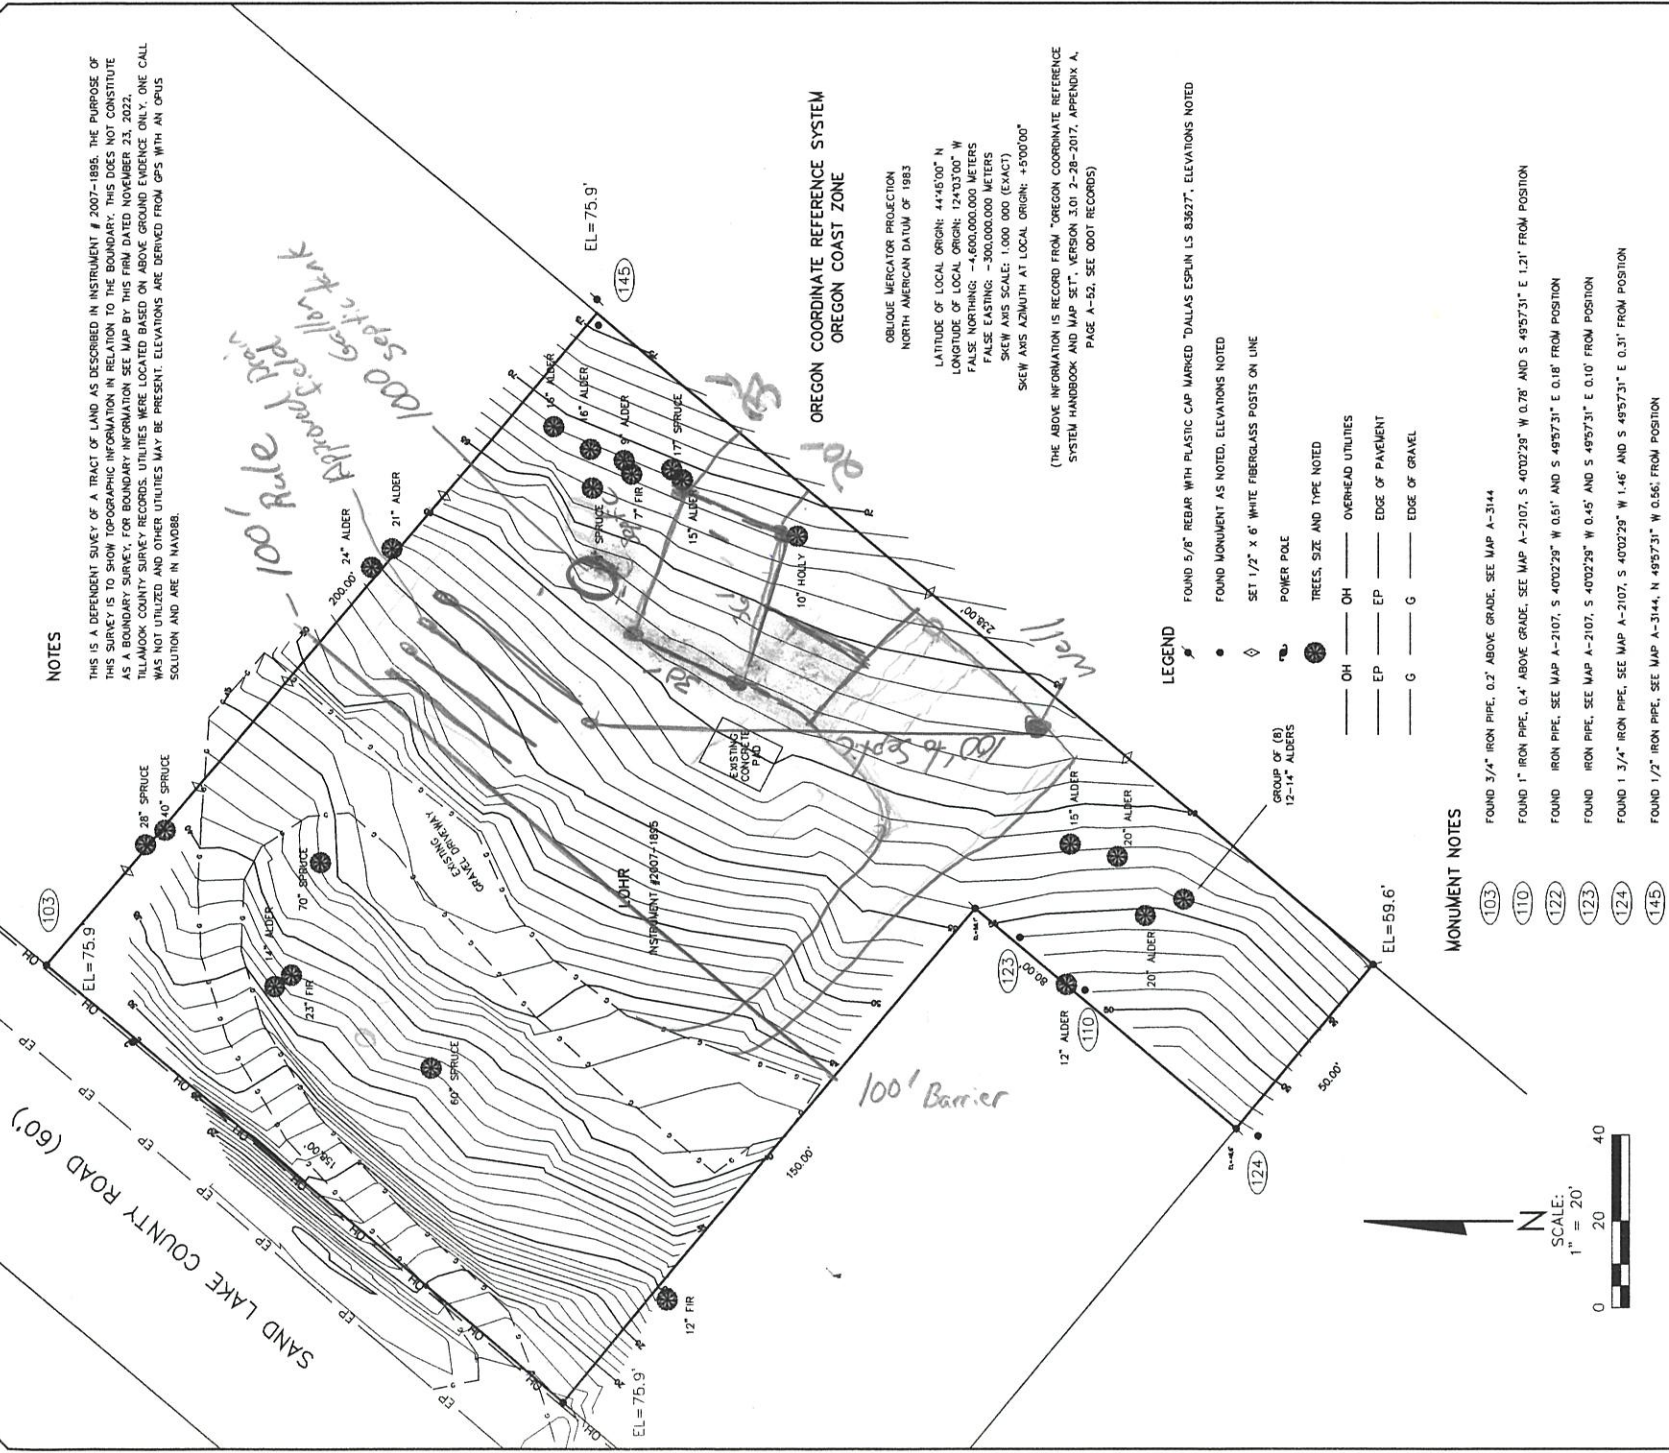 NOTES
THIS IS A DEPENDENT SUVEY OF A TRACT OF LAND AS DESCRIBED IN INSTRUMENT # 2007-1895. THE PURPOSE OF
THIS SURVEY IS TO SHOW TOPOGRAPHIC INFORMATION IN RELATION TO THE BOUNDARY. THIS DOES NOT CONSTITUTE
AS A BOUNDARY SURVEY, FOR BOUNDARY INFORMATION SEE MAP BY THIS FIRM DATED NOVEMBER 23, 2022,
TILLAMOOK COUNTY SURVEY RECORDS. UTILITIES WERE LOCATED BASED ON ABOVE GROUND EVIDENCE ONLY. ONE CALL
WAS NOT UTILIZED AND OTHER UTILITIES MAY BE PRESENT. ELEVATIONS ARE DERIVED FROM GPS WITH AN OPUS
SOLUTION AND ARE IN NAVD88.
100' Rule
Approved Drain field
1000 Gallon
septic tank
SAND LAKE COUNTY ROAD (60')
103
EL=75.9
28" SPRUCE
40" SPRUCE
24" ALDER
21" ALDER
200.00'
16" ALDER
16" ALDER
9" ALDER
17" SPRUCE
7" FIR
SPRUCE
15" ALDER
10" HOLLY
EL=75.9'
145
14" ALDER
23" FIR
70" SPRUCE
60" SPRUCE
EXISTING
GRAVEL DRIVEWAY
EXISTING
CONCRETE
PAD
LOHR
INSTRUMENT #2007-1895
158.00'
150.00'
238.00'
20'
Well
100' to Septic
100' Barrier
12" FIR
EL=75.9'
15" ALDER
20" ALDER
20" ALDER
12" ALDER
GROUP OF (8)
12-14" ALDERS
123
110
124
80.00'
50.00'
EL=59.6'
OREGON COORDINATE REFERENCE SYSTEM
OREGON COAST ZONE
OBLIQUE MERCATOR PROJECTION
NORTH AMERICAN DATUM OF 1983
LATITUDE OF LOCAL ORIGIN: 44°45'00" N
LONGITUDE OF LOCAL ORIGIN: 124°03'00" W
FALSE NORTHING: -4,600,000.000 METERS
FALSE EASTING: -300,000.000 METERS
SKEW AXIS SCALE: 1.000 000 (EXACT)
SKEW AXIS AZIMUTH AT LOCAL ORIGIN: +5°00'00"
(THE ABOVE INFORMATION IS RECORD FROM "OREGON COORDINATE REFERENCE
SYSTEM HANDBOOK AND MAP SET", VERSION 3.01 2-28-2017, APPENDIX A,
PAGE A-52, SEE ODOT RECORDS)
LEGEND
FOUND 5/8" REBAR WITH PLASTIC CAP MARKED "DALLAS ESPLIN LS 83627", ELEVATIONS NOTED
FOUND MONUMENT AS NOTED, ELEVATIONS NOTED
SET 1/2" X 6' WHITE FIBERGLASS POSTS ON LINE
POWER POLE
TREES, SIZE AND TYPE NOTED
OH OH OVERHEAD UTILITIES
EP EP EDGE OF PAVEMENT
G G EDGE OF GRAVEL
MONUMENT NOTES
103 FOUND 3/4" IRON PIPE, 0.2' ABOVE GRADE, SEE MAP A-3144
110 FOUND 1" IRON PIPE, 0.4' ABOVE GRADE, SEE MAP A-2107, S 40°02'29" W 0.78' AND S 49°57'31" E 1.21' FROM POSITION
122 FOUND IRON PIPE, SEE MAP A-2107, S 40°02'29" W 0.51' AND S 49°57'31" E 0.18' FROM POSITION
123 FOUND IRON PIPE, SEE MAP A-2107, S 40°02'29" W 0.45' AND S 49°57'31" E 0.10' FROM POSITION
124 FOUND 1 3/4" IRON PIPE, SEE MAP A-2107, S 40°02'29" W 1.46' AND S 49°57'31" E 0.31' FROM POSITION
145 FOUND 1/2" IRON PIPE, SEE MAP A-3144, N 49°57'31" W 0.56' FROM POSITION
N
SCALE:
1" = 20'
0 20 40